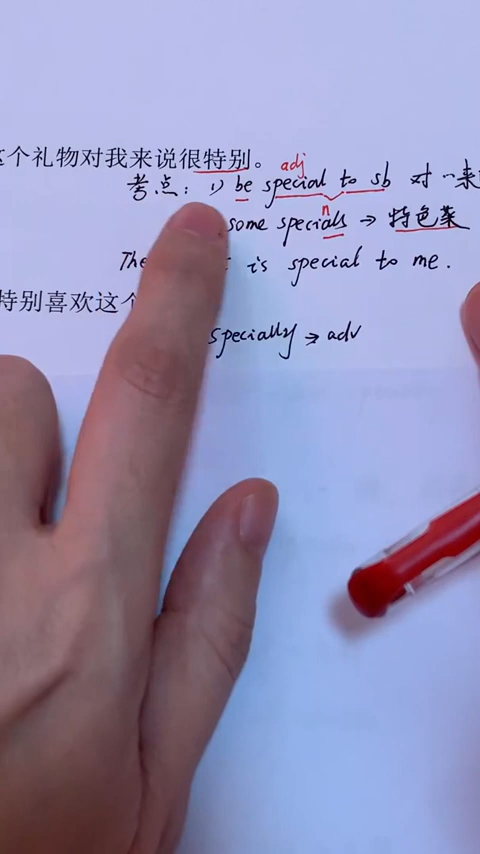 这个礼物对我来说很特别。
adj
考点：1) be special to sb 对一来
n
some specials → 特色菜
The is special to me.
特别喜欢这个
specially → adv